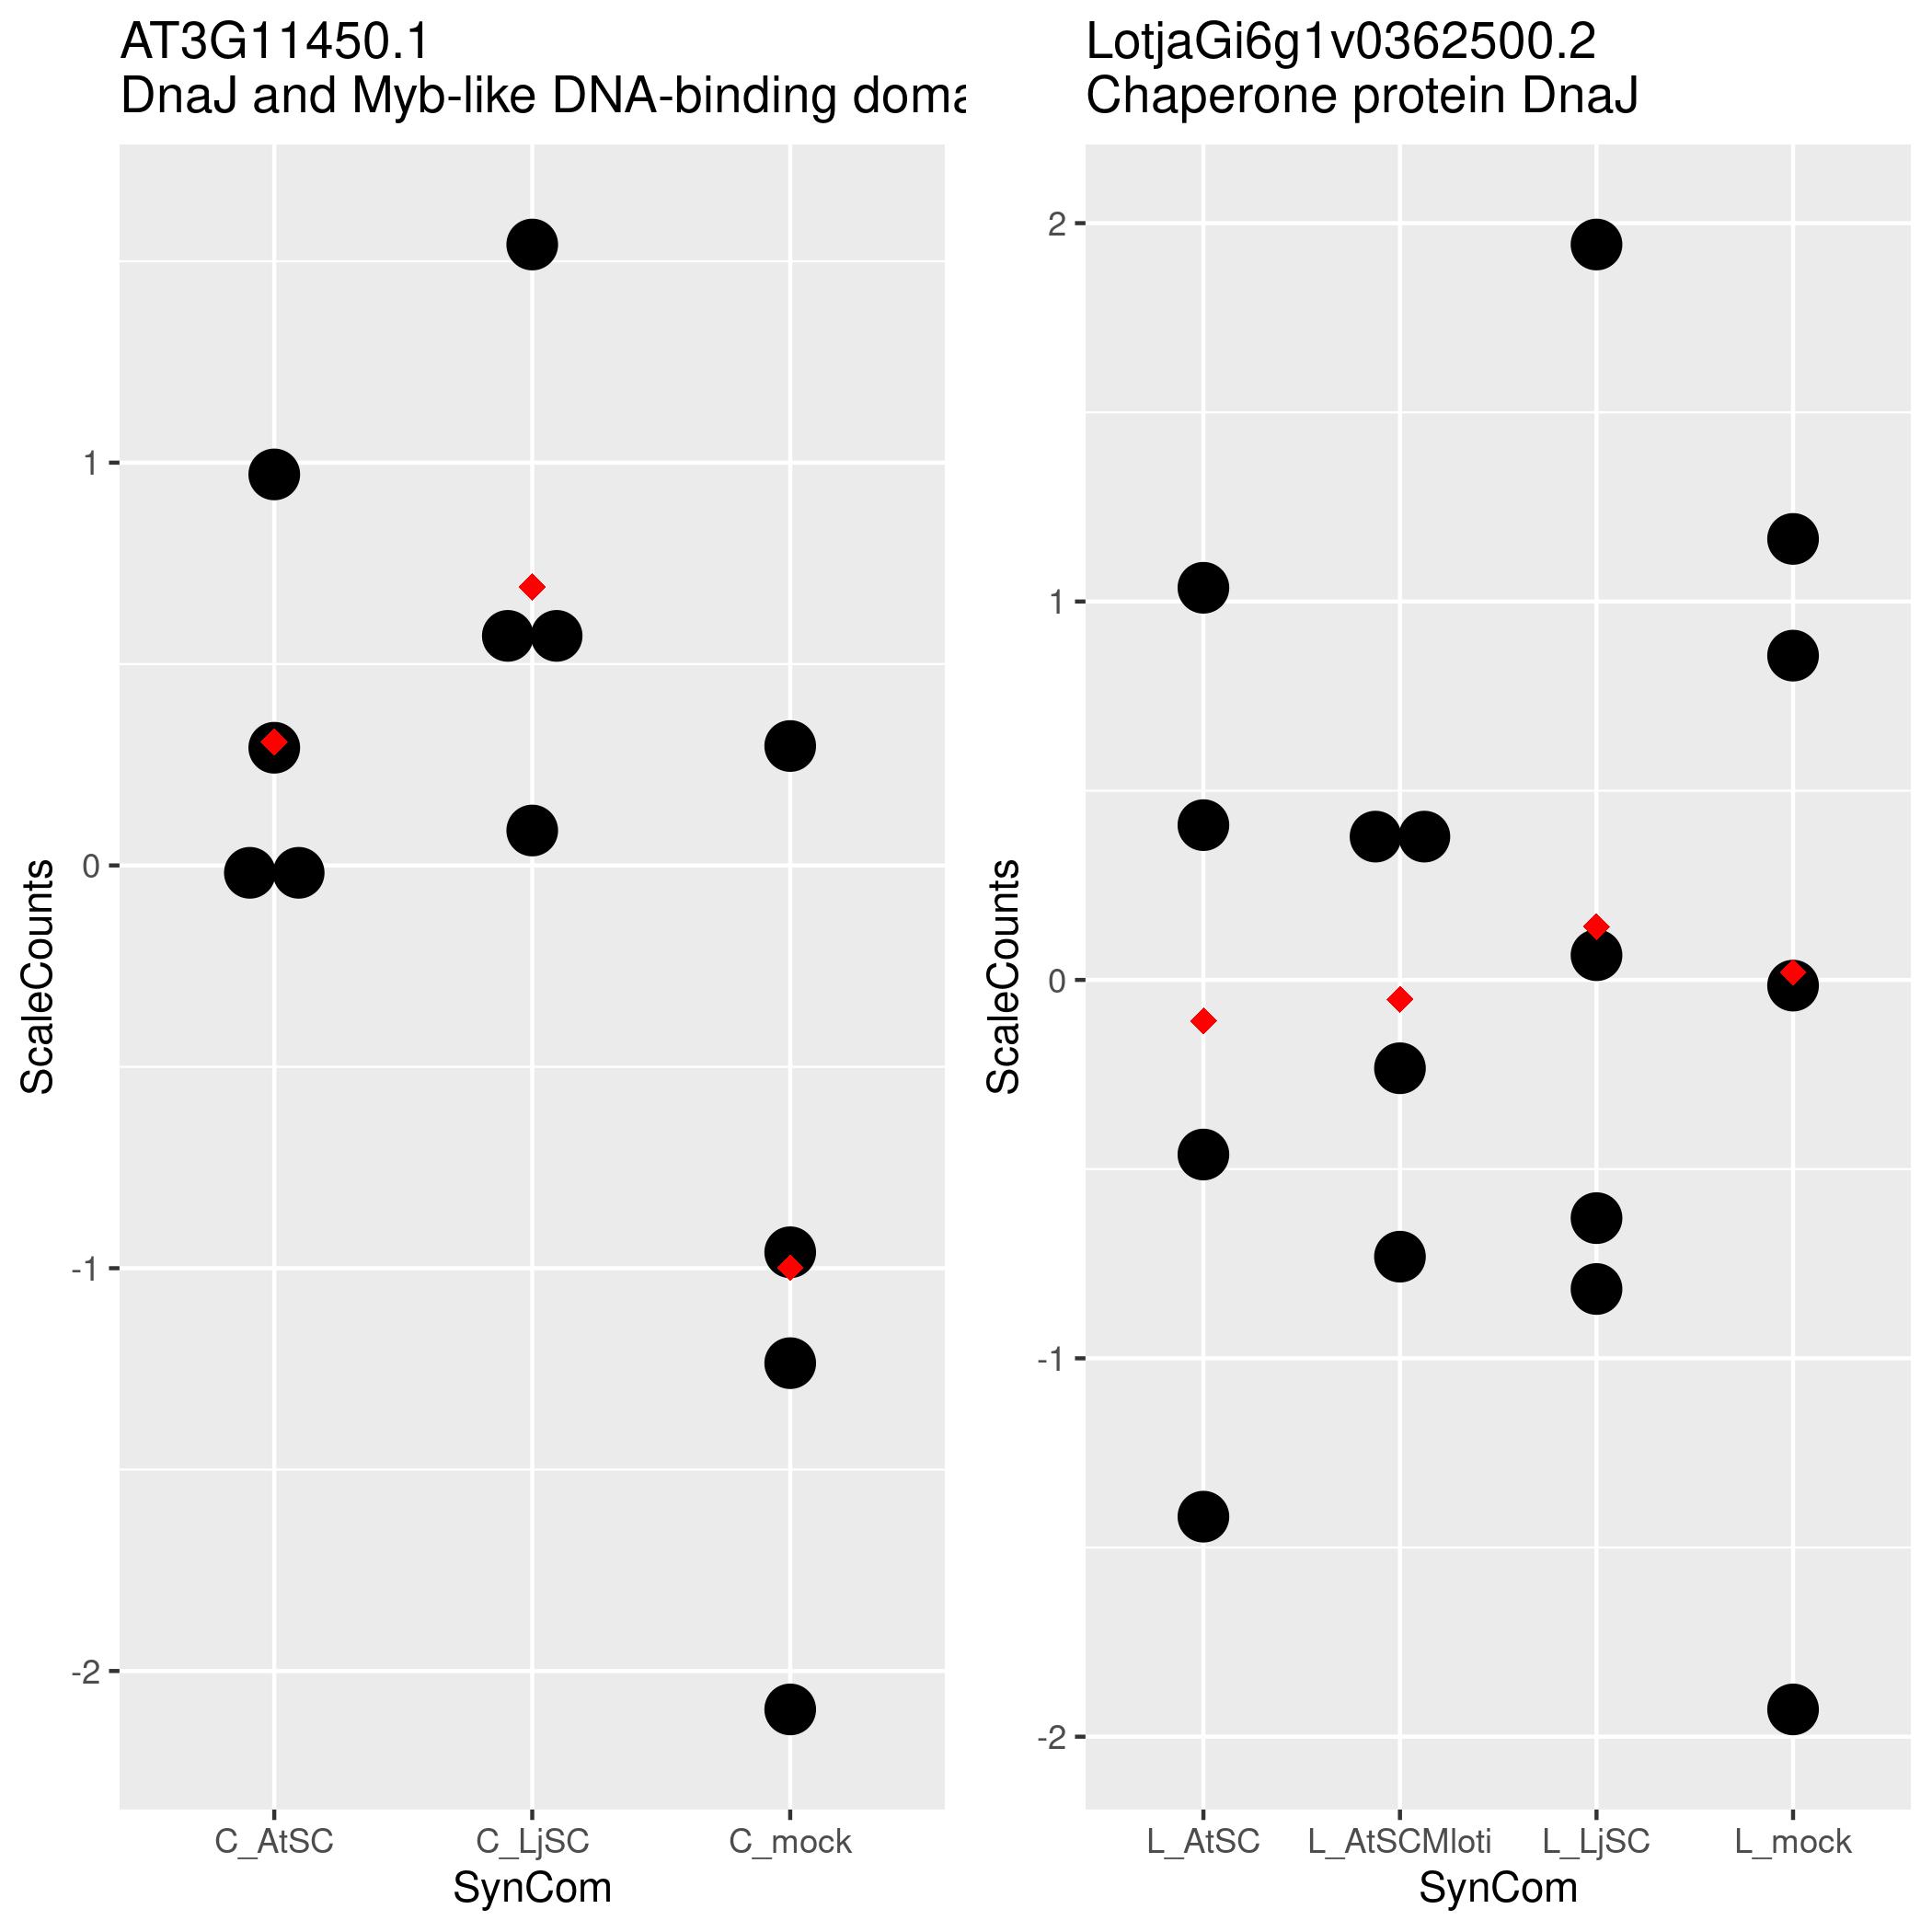 AT3G11450.1
DnaJ and Myb-like DNA-binding doma
ScaleCounts
1
0
-1
-2
C_AtSC C_LjSC C_mock
SynCom
LotjaGi6g1v0362500.2
Chaperone protein DnaJ
ScaleCounts
2
1
0
-1
-2
L_AtSC L_AtSCMloti L_LjSC L_mock
SynCom